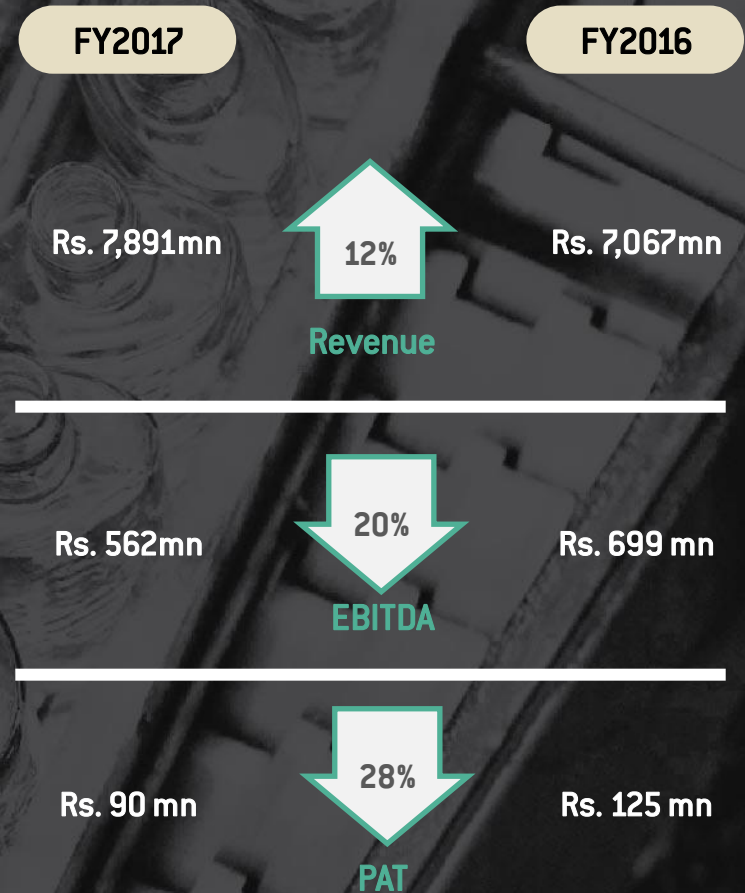 FY2017 FY2016
Rs. 7,891mn 12% Rs. 7,067mn
Revenue
Rs. 562mn 20% Rs. 699 mn
EBITDA
Rs. 90 mn 28% Rs. 125 mn
PAT